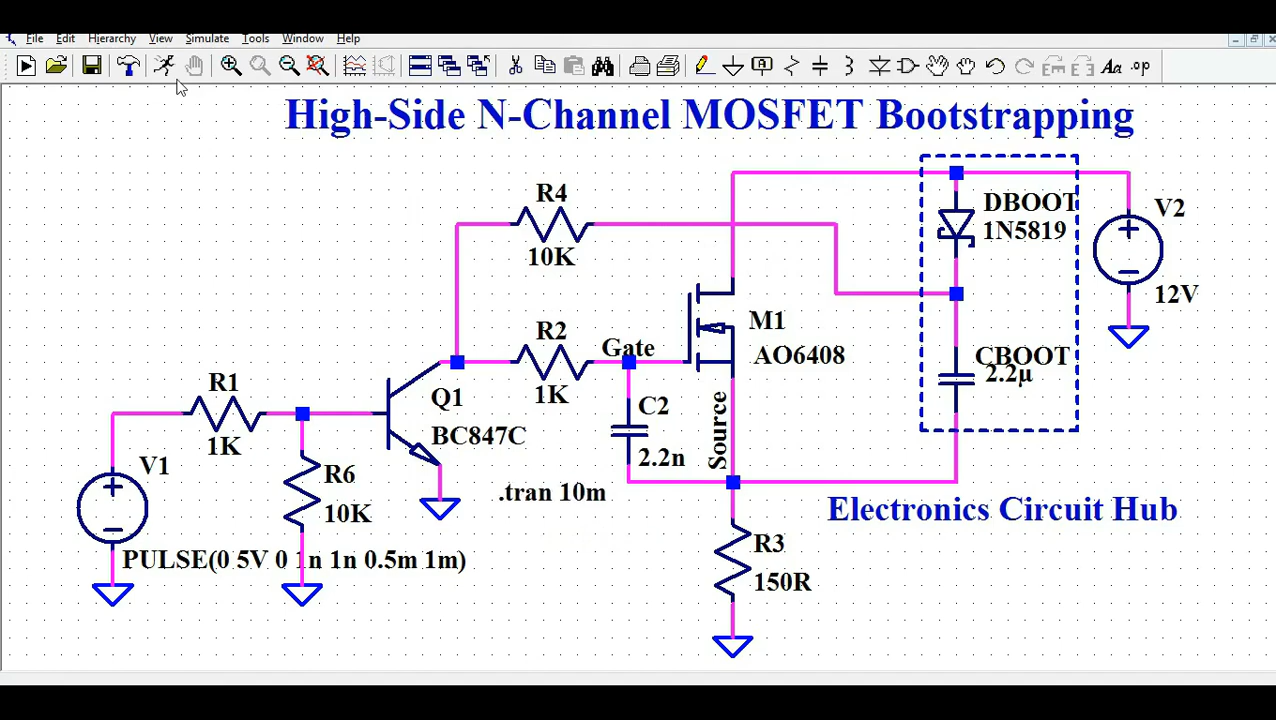 File Edit Hierarchy View Simulate Tools Window Help
Aa .op
High-Side N-Channel MOSFET Bootstrapping
R4
10K
DBOOT
1N5819
V2
12V
R2
1K
Gate
M1
AO6408
CBOOT
2.2µ
R1
1K
Q1
BC847C
C2
2.2n
Source
V1
R6
10K
.tran 10m
Electronics Circuit Hub
PULSE(0 5V 0 1n 1n 0.5m 1m)
R3
150R